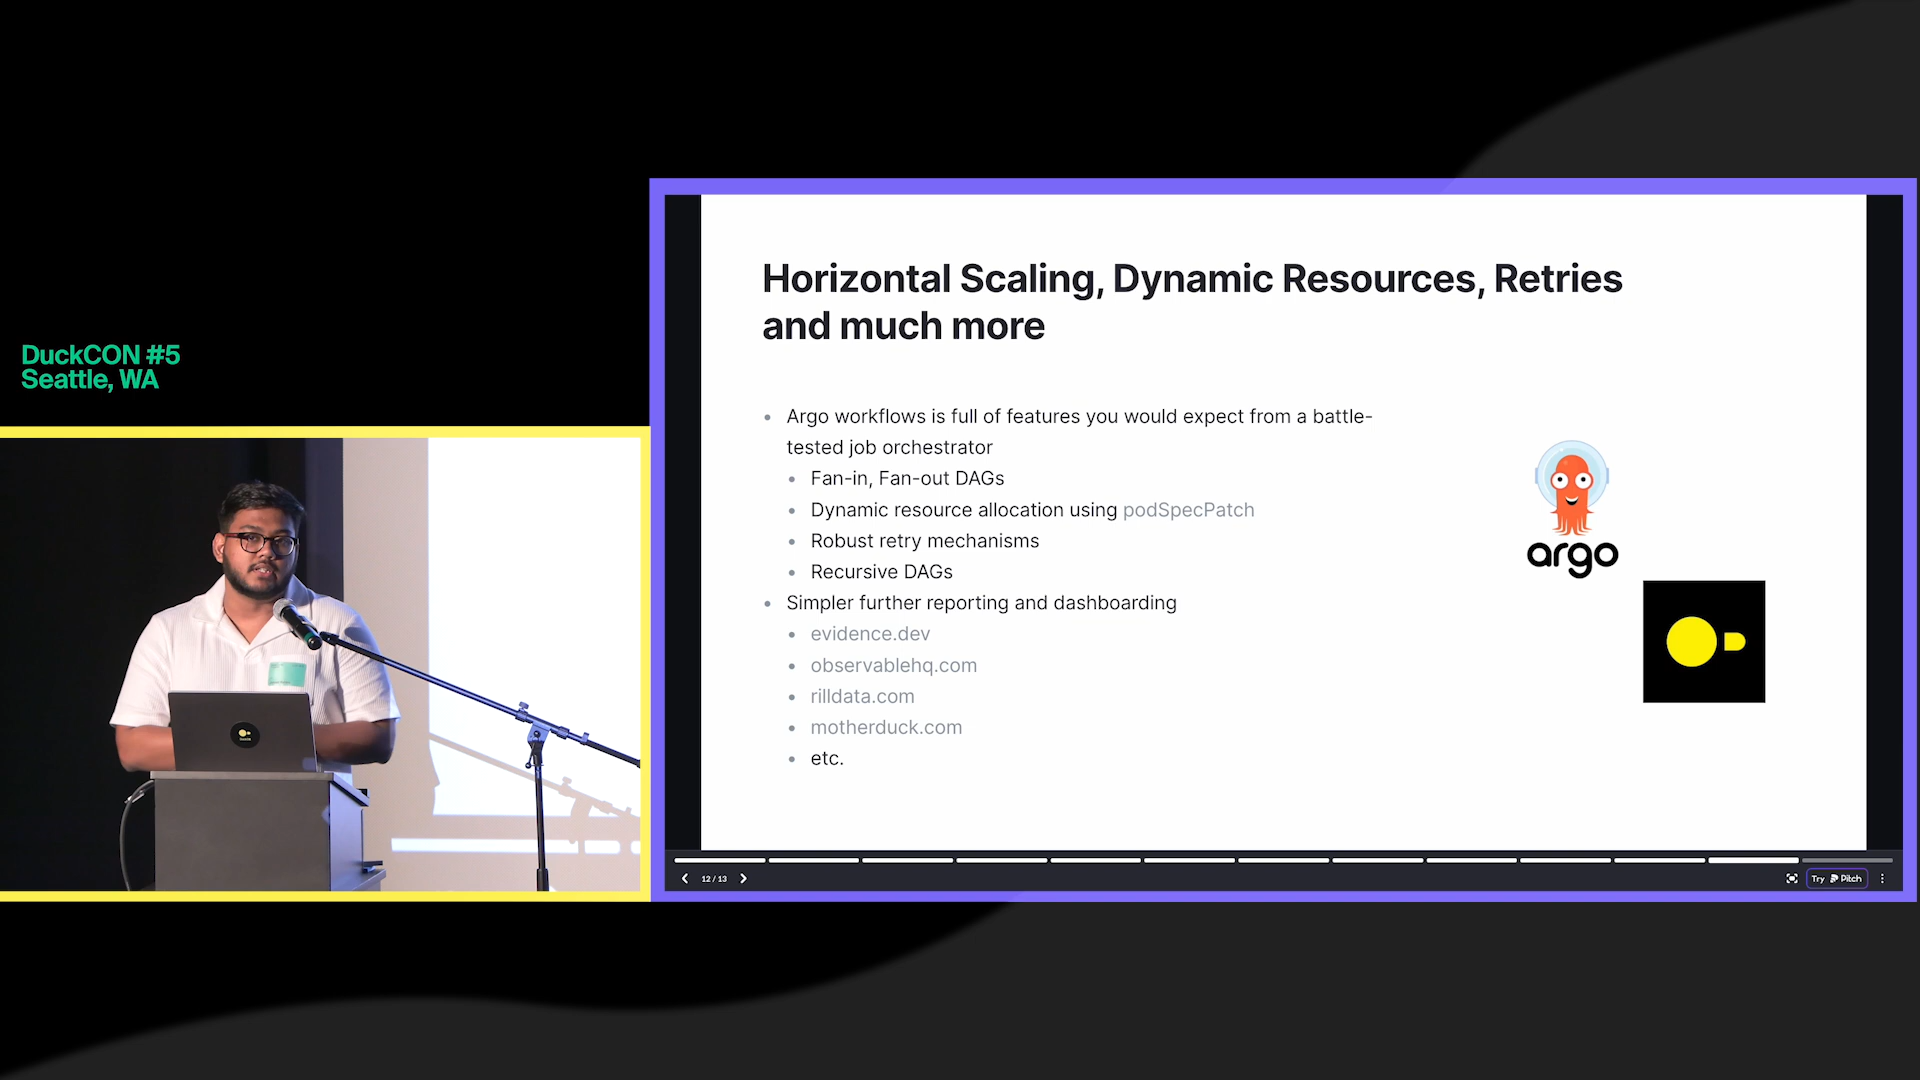 DuckCON #5
Seattle, WA
Horizontal Scaling, Dynamic Resources, Retries
and much more
Argo workflows is full of features you would expect from a battle-
tested job orchestrator
Fan-in, Fan-out DAGs
Dynamic resource allocation using podSpecPatch
Robust retry mechanisms
Recursive DAGs
Simpler further reporting and dashboarding
evidence.dev
observablehq.com
rilldata.com
motherduck.com
etc.
argo
12 / 13
Try Pitch